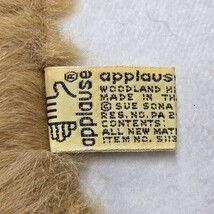 applause®
applause
WOODLAND HI
MADE IN TH
© SUE SONA
RES. NO. PA 2
CONTENTS:
ALL NEW MAT
ITEM NO. 5113